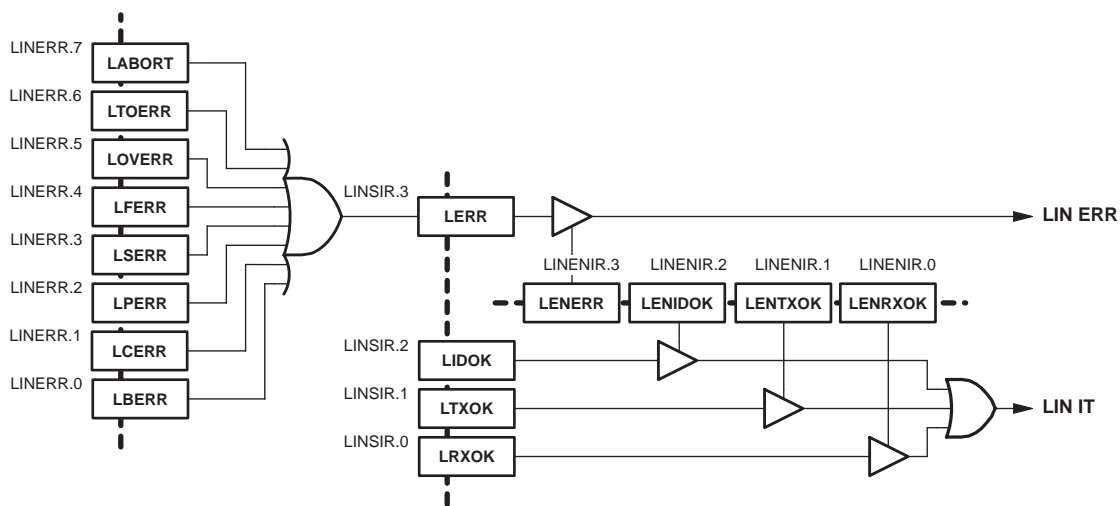 LINERR.7
LABORT
LINERR.6
LTOERR
LINERR.5
LOVERR
LINERR.4
LFERR
LINERR.3
LSERR
LINERR.2
LPERR
LINERR.1
LCERR
LINERR.0
LBERR
LINSIR.3
LERR
LIN ERR
LINENIR.3 LINENIR.2 LINENIR.1 LINENIR.0
LENERR LENIDOK LENTXOK LENRXOK
LINSIR.2
LIDOK
LINSIR.1
LTXOK
LIN IT
LINSIR.0
LRXOK